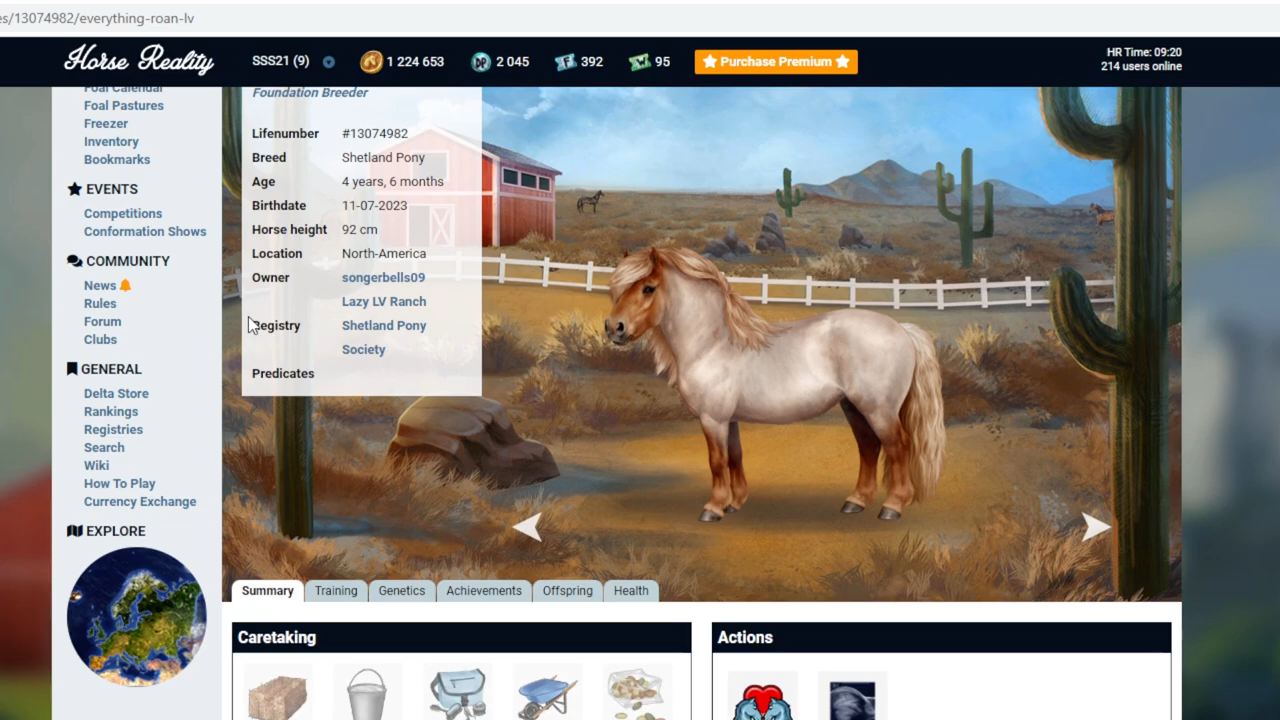 es/13074982/everything-roan-lv
Horse Reality
SSS21 (9)
1 224 653
DP
2 045
F
392
W
95
Purchase Premium
HR Time: 09:20
214 users online
Foal Calendar
Foal Pastures
Freezer
Inventory
Bookmarks
EVENTS
Competitions
Conformation Shows
COMMUNITY
News
Rules
Forum
Clubs
GENERAL
Delta Store
Rankings
Registries
Search
Wiki
How To Play
Currency Exchange
EXPLORE
Foundation Breeder
Lifenumber #13074982
Breed Shetland Pony
Age 4 years, 6 months
Birthdate 11-07-2023
Horse height 92 cm
Location North-America
Owner songerbells09
Lazy LV Ranch
Registry Shetland Pony
Society
Predicates
Summary Training Genetics Achievements Offspring Health
Caretaking
Actions